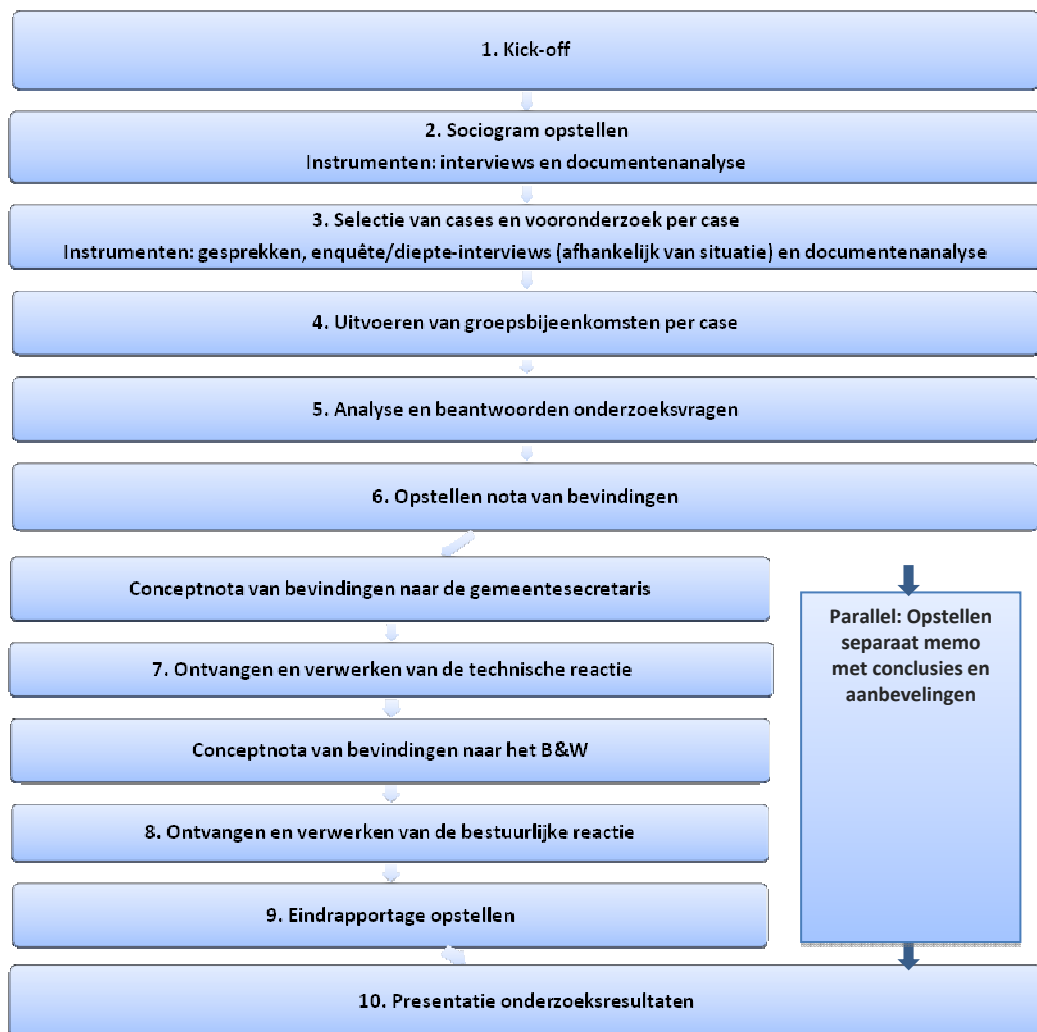 1. Kick-off
2. Sociogram opstellen
Instrumenten: interviews en documentenanalyse
3. Selectie van cases en vooronderzoek per case
Instrumenten: gesprekken, enquête/diepte-interviews (afhankelijk van situatie) en documentenanalyse
4. Uitvoeren van groepsbijeenkomsten per case
5. Analyse en beantwoorden onderzoeksvragen
6. Opstellen nota van bevindingen
Conceptnota van bevindingen naar de gemeentesecretaris
7. Ontvangen en verwerken van de technische reactie
Conceptnota van bevindingen naar het B&W
8. Ontvangen en verwerken van de bestuurlijke reactie
9. Eindrapportage opstellen
Parallel: Opstellen
separaat memo
met conclusies en
aanbevelingen
10. Presentatie onderzoeksresultaten